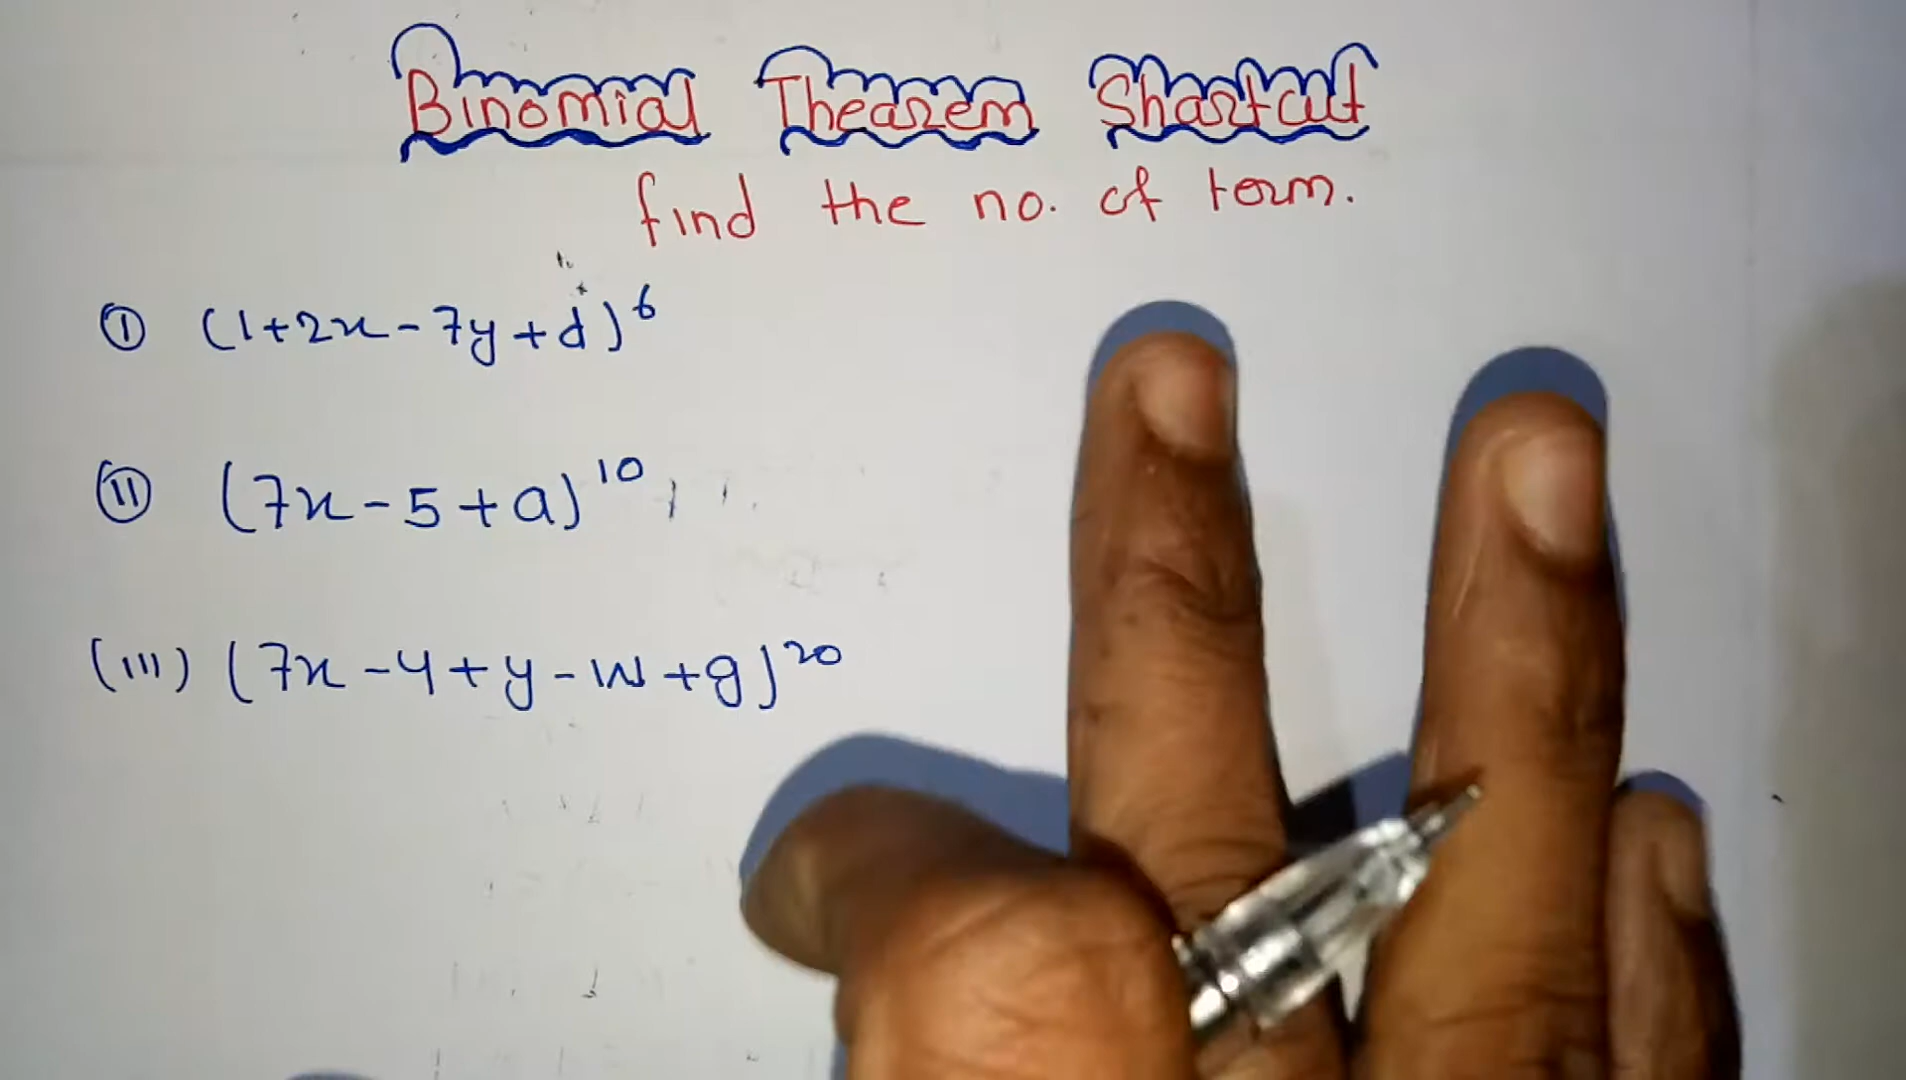 Binomial Theorem Shortcut
find the no. of term.
(I) (1+2x-7y+d)^6
(II) (7x-5+a)^10,
(III) (7x-4+y-w+g)^20